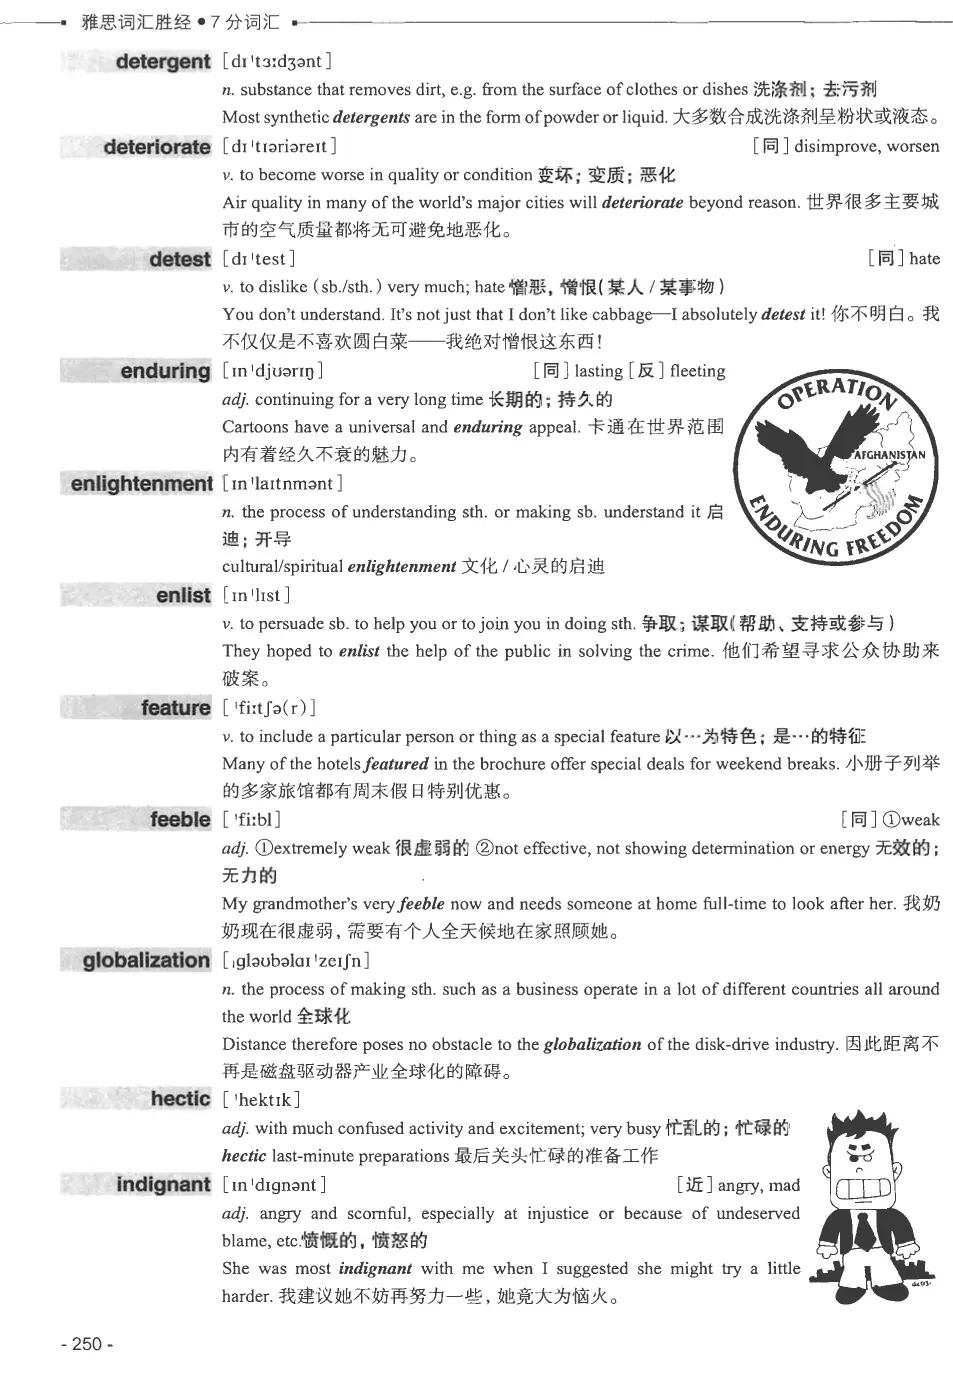 雅思词汇胜经●7分词汇
detergent [dɪˈtɜːdʒənt]
n. substance that removes dirt, e.g. from the surface of clothes or dishes 洗涤剂；去污剂
Most synthetic detergents are in the form of powder or liquid. 大多数合成洗涤剂呈粉状或液态。
deteriorate [dɪˈtɪəriəreɪt] [同] disimprove, worsen
v. to become worse in quality or condition 变坏；变质；恶化
Air quality in many of the world's major cities will deteriorate beyond reason. 世界很多主要城
市的空气质量都将无可避免地恶化。
detest [dɪˈtest] [同] hate
v. to dislike (sb./sth.) very much; hate 憎恶，憎恨(某人/某事物)
You don't understand. It's not just that I don't like cabbage—I absolutely detest it! 你不明白。我
不仅仅是不喜欢圆白菜——我绝对憎恨这东西！
enduring [ɪnˈdjʊərɪŋ] [同] lasting [反] fleeting
adj. continuing for a very long time 长期的；持久的
Cartoons have a universal and enduring appeal. 卡通在世界范围
内有着经久不衰的魅力。
OPERATION
AFGHANISTAN
ENDURING FREEDOM
enlightenment [ɪnˈlaɪtnmənt]
n. the process of understanding sth. or making sb. understand it 启
迪；开导
cultural/spiritual enlightenment 文化/心灵的启迪
enlist [ɪnˈlɪst]
v. to persuade sb. to help you or to join you in doing sth. 争取；谋取(帮助、支持或参与)
They hoped to enlist the help of the public in solving the crime. 他们希望寻求公众协助来
破案。
feature [ˈfiːtʃə(r)]
v. to include a particular person or thing as a special feature 以…为特色；是…的特征
Many of the hotels featured in the brochure offer special deals for weekend breaks. 小册子列举
的多家旅馆都有周末假日特别优惠。
feeble [ˈfiːbl] [同] ①weak
adj. ①extremely weak 很虚弱的 ②not effective, not showing determination or energy 无效的；
无力的
My grandmother's very feeble now and needs someone at home full-time to look after her. 我奶
奶现在很虚弱，需要有个人全天候地在家照顾她。
globalization [ˌɡləʊbəlaɪˈzeɪʃn]
n. the process of making sth. such as a business operate in a lot of different countries all around
the world 全球化
Distance therefore poses no obstacle to the globalization of the disk-drive industry. 因此距离不
再是磁盘驱动器产业全球化的障碍。
hectic [ˈhektɪk]
adj. with much confused activity and excitement; very busy 忙乱的；忙碌的
hectic last-minute preparations 最后关头忙碌的准备工作
indignant [ɪnˈdɪɡnənt] [近] angry, mad
adj. angry and scornful, especially at injustice or because of undeserved
blame, etc.愤慨的，愤怒的
She was most indignant with me when I suggested she might try a little
harder. 我建议她不妨再努力一些，她竟大为恼火。
- 250 -